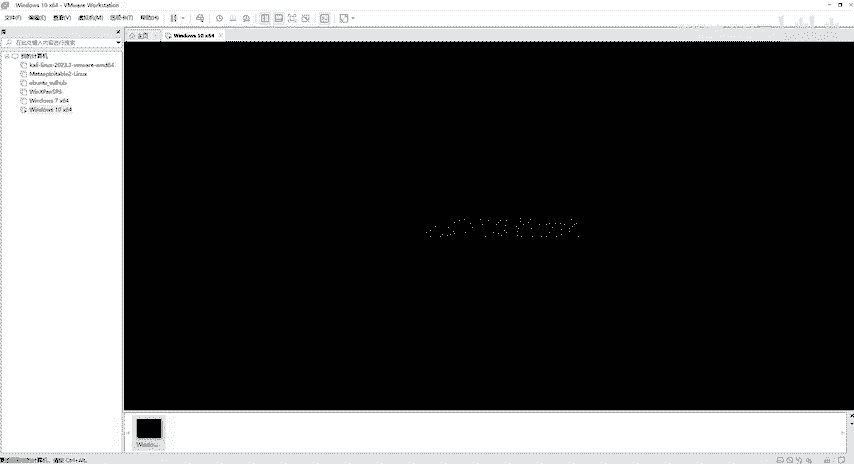 Windows 10 x64 - VMware Workstation
文件(F) 编辑(E) 查看(V) 虚拟机(M) 选项卡(T) 帮助(H)
库
在此处键入内容进行搜索
主页
Windows 10 x64
我的计算机
kali-linux-2023.3-vmware-amd64
Metasploitable2-Linux
ubuntu_vulhub
WinXPenSP3
Windows 7 x64
Windows 10 x64
Window...
Ctrl+Alt。